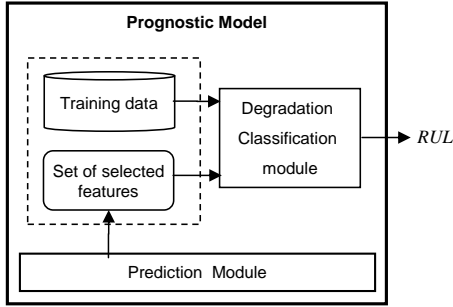 Prognostic Model
Training data
Set of selected
features
Degradation
Classification
module
RUL
Prediction Module